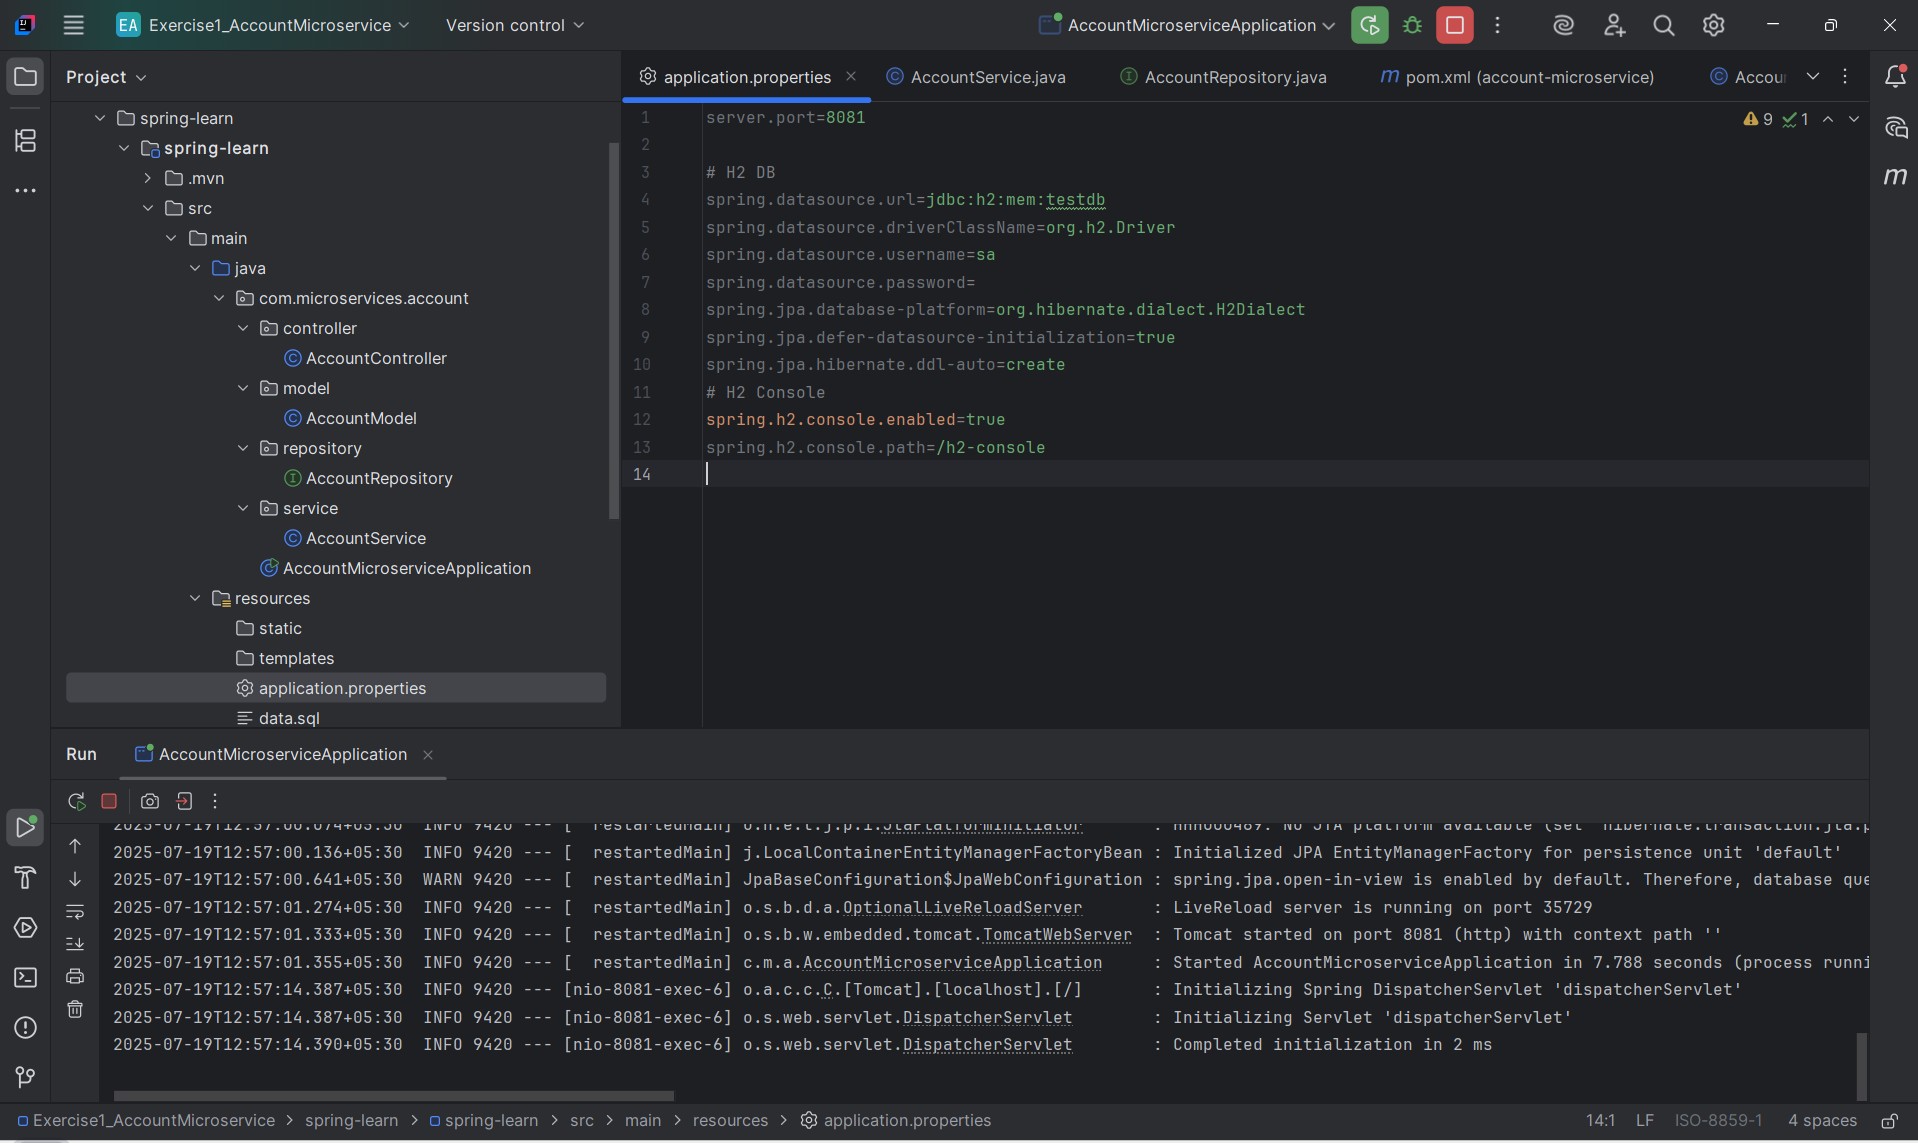 EA Exercise1_AccountMicroservice Version control AccountMicroserviceApplication
Project
spring-learn
spring-learn
.mvn
src
main
java
com.microservices.account
controller
AccountController
model
AccountModel
repository
AccountRepository
service
AccountService
AccountMicroserviceApplication
resources
static
templates
application.properties
data.sql
application.properties AccountService.java AccountRepository.java pom.xml (account-microservice)
9 1
1 server.port=8081
2
3 # H2 DB
4 spring.datasource.url=jdbc:h2:mem:testdb
5 spring.datasource.driverClassName=org.h2.Driver
6 spring.datasource.username=sa
7 spring.datasource.password=
8 spring.jpa.database-platform=org.hibernate.dialect.H2Dialect
9 spring.jpa.defer-datasource-initialization=true
10 spring.jpa.hibernate.ddl-auto=create
11 # H2 Console
12 spring.h2.console.enabled=true
13 spring.h2.console.path=/h2-console
14
Run AccountMicroserviceApplication
2025-07-19T12:57:00.136+05:30 INFO 9420 --- [ restartedMain] j.LocalContainerEntityManagerFactoryBean : Initialized JPA EntityManagerFactory for persistence unit 'default'
2025-07-19T12:57:00.641+05:30 WARN 9420 --- [ restartedMain] JpaBaseConfiguration$JpaWebConfiguration : spring.jpa.open-in-view is enabled by default. Therefore, database que
2025-07-19T12:57:01.274+05:30 INFO 9420 --- [ restartedMain] o.s.b.d.a.OptionalLiveReloadServer : LiveReload server is running on port 35729
2025-07-19T12:57:01.333+05:30 INFO 9420 --- [ restartedMain] o.s.b.w.embedded.tomcat.TomcatWebServer : Tomcat started on port 8081 (http) with context path ''
2025-07-19T12:57:01.355+05:30 INFO 9420 --- [ restartedMain] c.m.a.AccountMicroserviceApplication : Started AccountMicroserviceApplication in 7.788 seconds (process runni
2025-07-19T12:57:14.387+05:30 INFO 9420 --- [nio-8081-exec-6] o.a.c.c.C.[Tomcat].[localhost].[/] : Initializing Spring DispatcherServlet 'dispatcherServlet'
2025-07-19T12:57:14.387+05:30 INFO 9420 --- [nio-8081-exec-6] o.s.web.servlet.DispatcherServlet : Initializing Servlet 'dispatcherServlet'
2025-07-19T12:57:14.390+05:30 INFO 9420 --- [nio-8081-exec-6] o.s.web.servlet.DispatcherServlet : Completed initialization in 2 ms
Exercise1_AccountMicroservice > spring-learn > spring-learn > src > main > resources > application.properties 14:1 LF ISO-8859-1 4 spaces